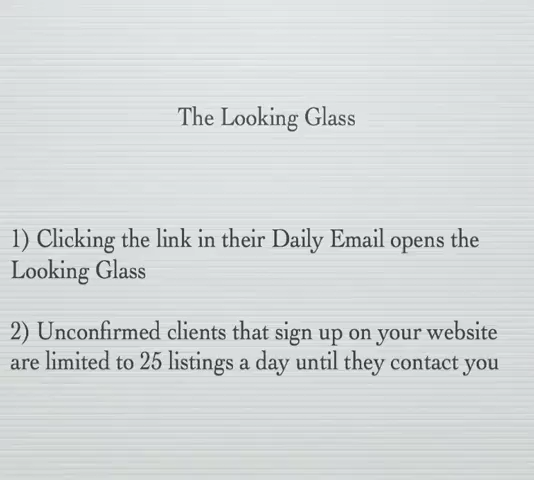 The Looking Glass
1) Clicking the link in their Daily Email opens the
Looking Glass
2) Unconfirmed clients that sign up on your website
are limited to 25 listings a day until they contact you